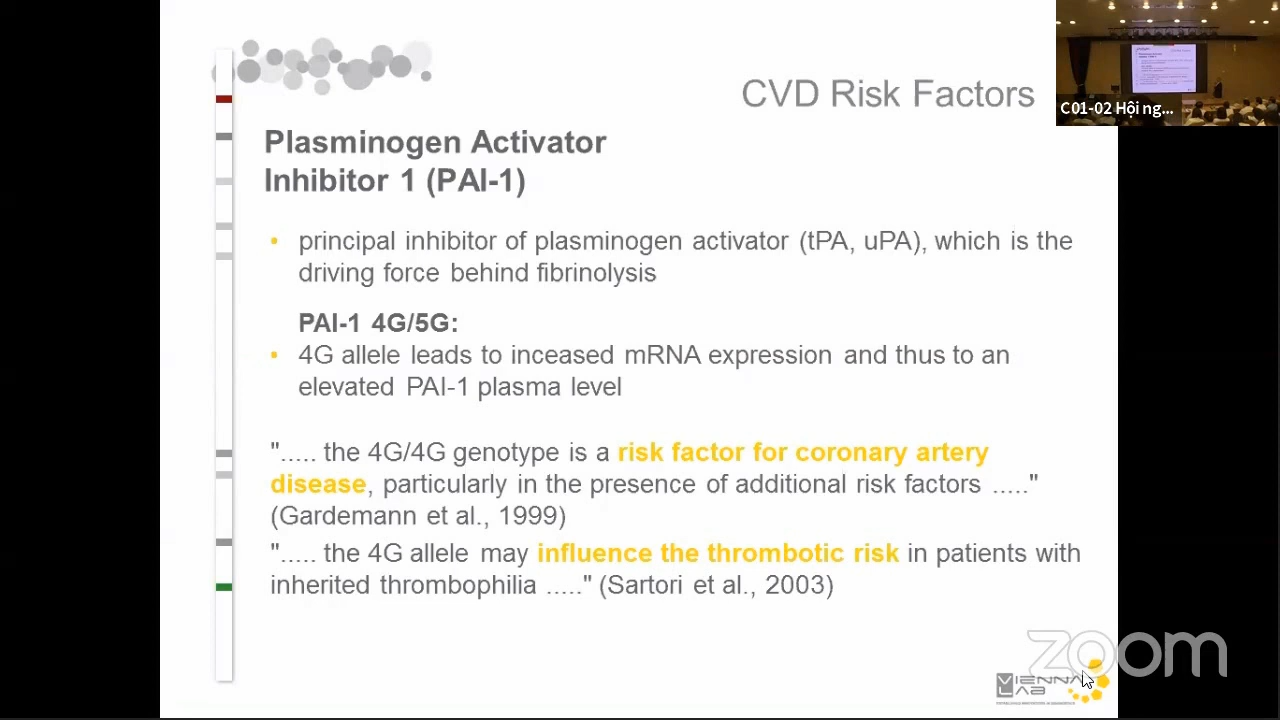 CVD Risk Factors
C01-02 Hội ng...
Plasminogen Activator
Inhibitor 1 (PAI-1)
• principal inhibitor of plasminogen activator (tPA, uPA), which is the
driving force behind fibrinolysis
PAI-1 4G/5G:
• 4G allele leads to inceased mRNA expression and thus to an
elevated PAI-1 plasma level
"..... the 4G/4G genotype is a risk factor for coronary artery
disease, particularly in the presence of additional risk factors ....."
(Gardemann et al., 1999)
"..... the 4G allele may influence the thrombotic risk in patients with
inherited thrombophilia ....." (Sartori et al., 2003)
zoom
VIENNA
LAB